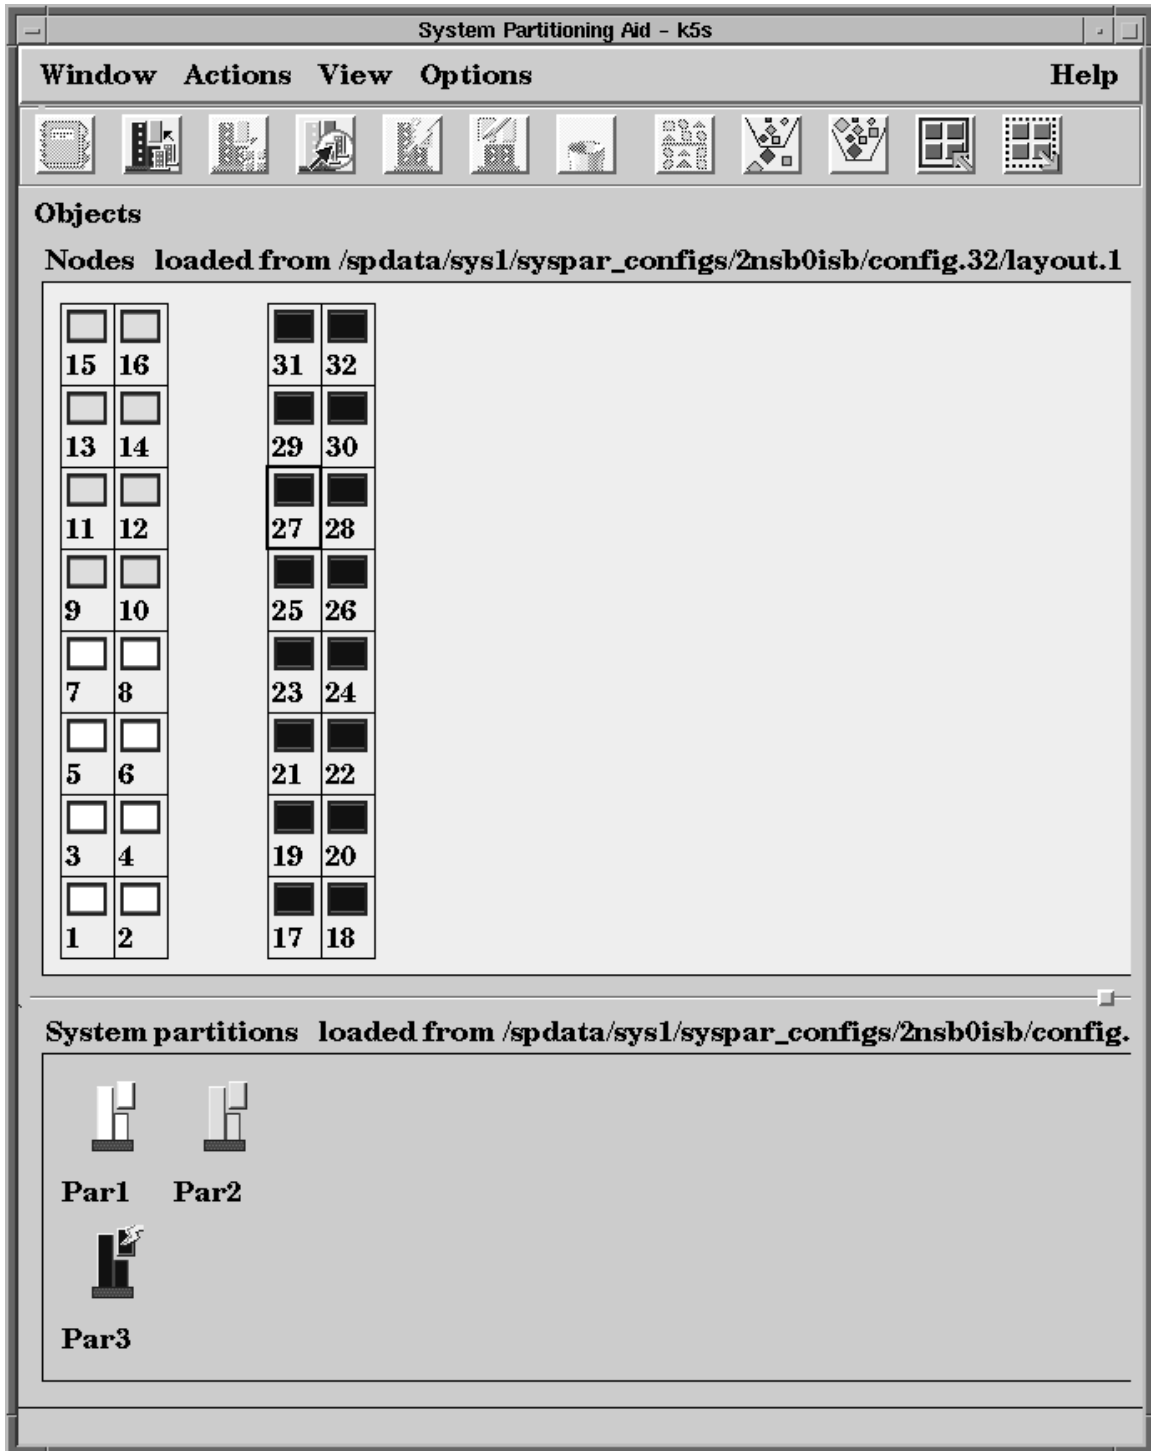 System Partitioning Aid - k5s
Window Actions View Options Help
Objects
Nodes loaded from /spdata/sys1/syspar_configs/2nsb0isb/config.32/layout.1
15 16 31 32
13 14 29 30
11 12 27 28
9 10 25 26
7 8 23 24
5 6 21 22
3 4 19 20
1 2 17 18
System partitions loaded from /spdata/sys1/syspar_configs/2nsb0isb/config.
Par1 Par2
Par3